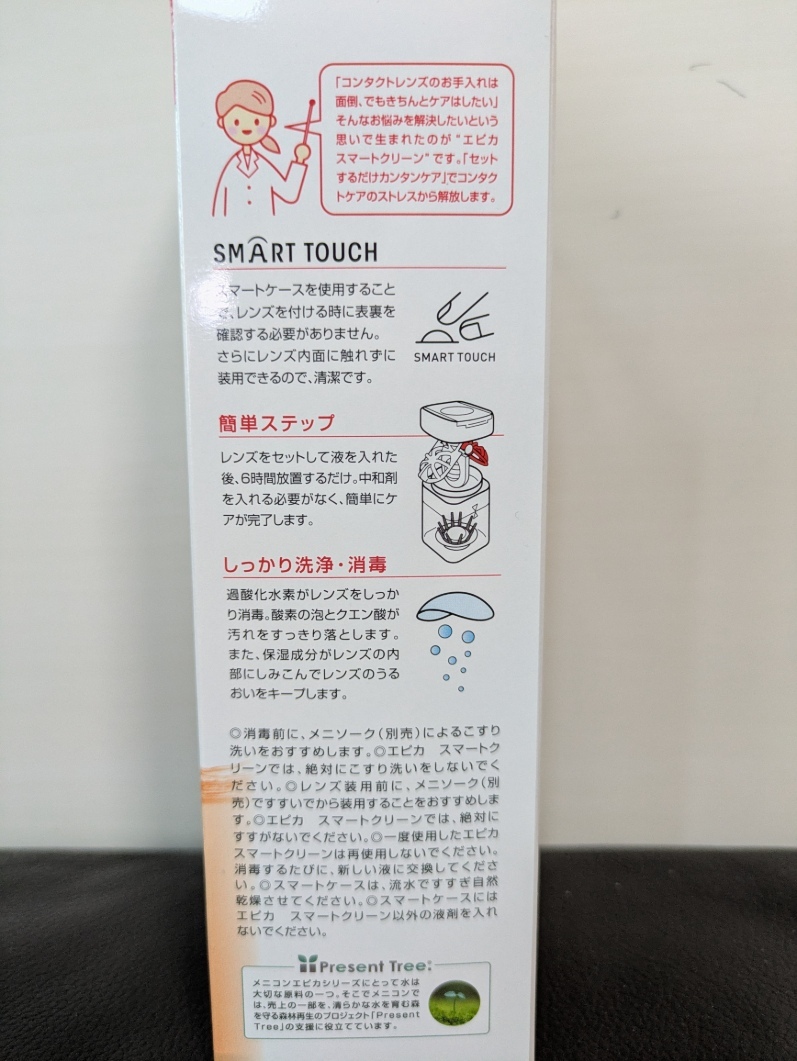 「コンタクトレンズのお手入れは
面倒、でもきちんとケアはしたい」
そんなお悩みを解決したいという
思いで生まれたのが“エピカ
スマートクリーン”です。「セット
するだけカンタンケア」でコンタク
トケアのストレスから解放します。
SMART TOUCH
スマートケースを使用すること
で、レンズを付ける時に表裏を
確認する必要がありません。
さらにレンズ内面に触れずに
装用できるので、清潔です。
SMART TOUCH
簡単ステップ
レンズをセットして液を入れた
後、6時間放置するだけ。中和剤
を入れる必要がなく、簡単にケ
アが完了します。
しっかり洗浄・消毒
過酸化水素がレンズをしっか
り消毒。酸素の泡とクエン酸が
汚れをすっきり落とします。
また、保湿成分がレンズの内
部にしみこんでレンズのうる
おいをキープします。
◎消毒前に、メニソーク(別売)によるこすり
洗いをおすすめします。◎エピカ　スマートク
リーンでは、絶対にこすり洗いをしないでく
ださい。◎レンズ装用前に、メニソーク(別
売)ですすいでから装用することをおすすめしま
す。◎エピカ　スマートクリーンでは、絶対に
すすがないでください。◎一度使用したエピカ
スマートクリーンは再使用しないでください。
消毒するたびに、新しい液に交換してくださ
い。◎スマートケースは、流水ですすぎ自然
乾燥させてください。◎スマートケースには
エピカ　スマートクリーン以外の液剤を入れ
ないでください。
Present Tree
メニコンエピカシリーズにとって水は
大切な原料の一つ。そこでメニコンで
は、売上の一部を、清らかな水を育む森
を守る森林再生のプロジェクト「Present
Tree」の支援に役立てています。